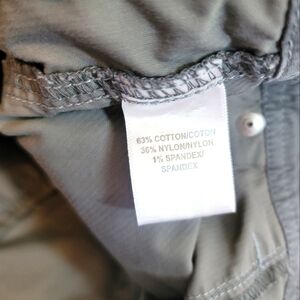 63% COTTON/COTON
36% NYLON/NYLON
1% SPANDEX/
SPANDEX